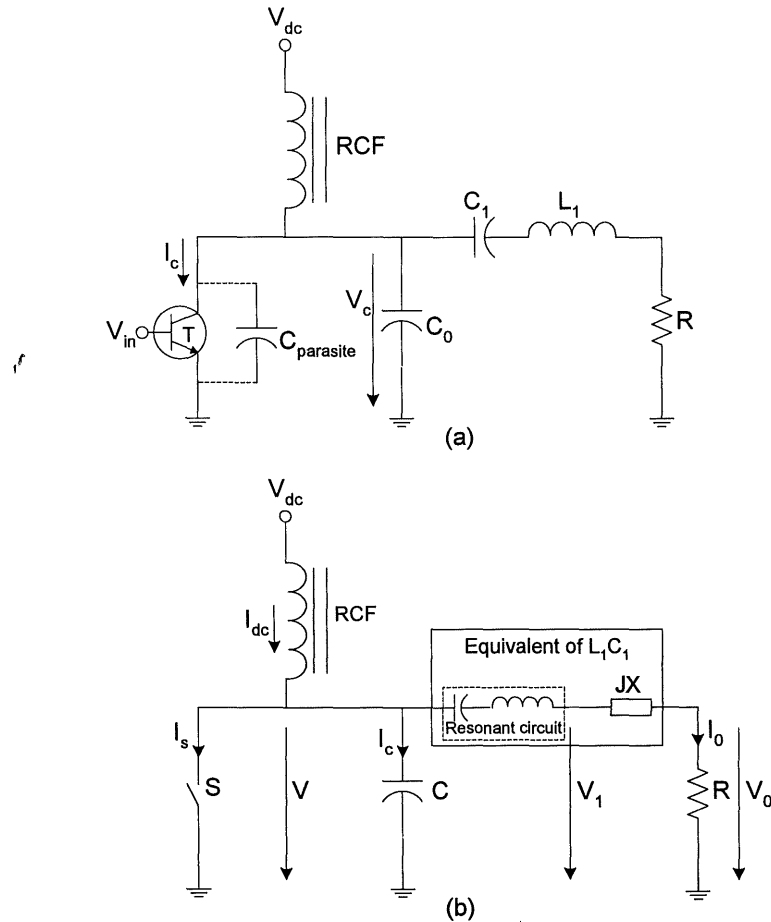 V_dc
RCF
C_1
L_1
I_c
V_c
V_in
T
C_parasite
C_0
R
(a)
V_dc
I_dc
RCF
Equivalent of L_1C_1
JX
Resonant circuit
I_s
I_c
I_0
S
V
C
V_1
R
V_0
(b)